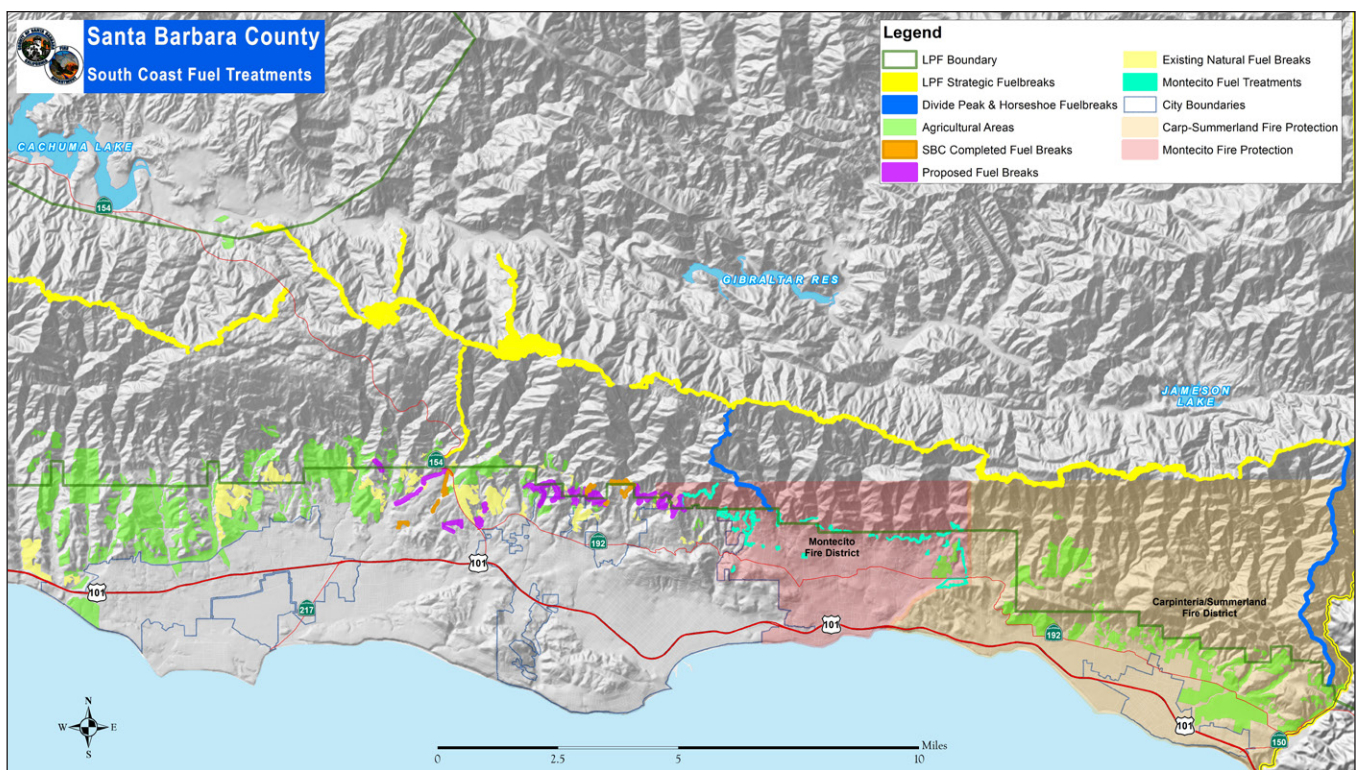 Santa Barbara County
South Coast Fuel Treatments
Legend
LPF Boundary
LPF Strategic Fuelbreaks
Divide Peak & Horseshoe Fuelbreaks
Agricultural Areas
SBC Completed Fuel Breaks
Proposed Fuel Breaks
Existing Natural Fuel Breaks
Montecito Fuel Treatments
City Boundaries
Carp-Summerland Fire Protection
Montecito Fire Protection
CACHUMA LAKE
154
GIBRALTAR RES
JAMESON
LAKE
154
192
Montecito
Fire District
101
101
217
101
Carpinteria/Summerland
Fire District
192
101
150
N
W
E
S
Miles
0
2.5
5
10